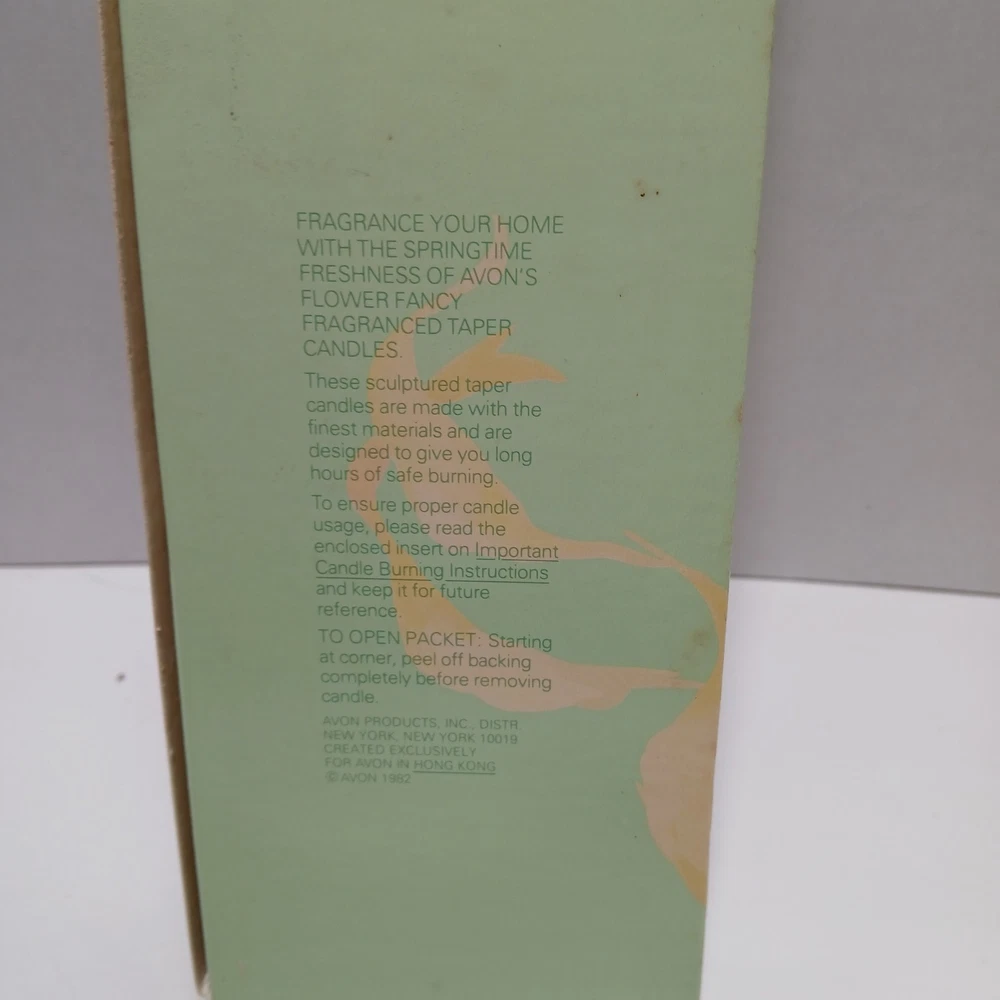 FRAGRANCE YOUR HOME
WITH THE SPRINGTIME
FRESHNESS OF AVON'S
FLOWER FANCY
FRAGRANCED TAPER
CANDLES.
These sculptured taper
candles are made with the
finest materials and are
designed to give you long
hours of safe burning.
To ensure proper candle
usage, please read the
enclosed insert on Important
Candle Burning Instructions
and keep it for future
reference.
TO OPEN PACKET: Starting
at corner, peel off backing
completely before removing
candle.
AVON PRODUCTS, INC., DISTR.
NEW YORK, NEW YORK 10019
CREATED EXCLUSIVELY
FOR AVON IN HONG KONG
© AVON 1982